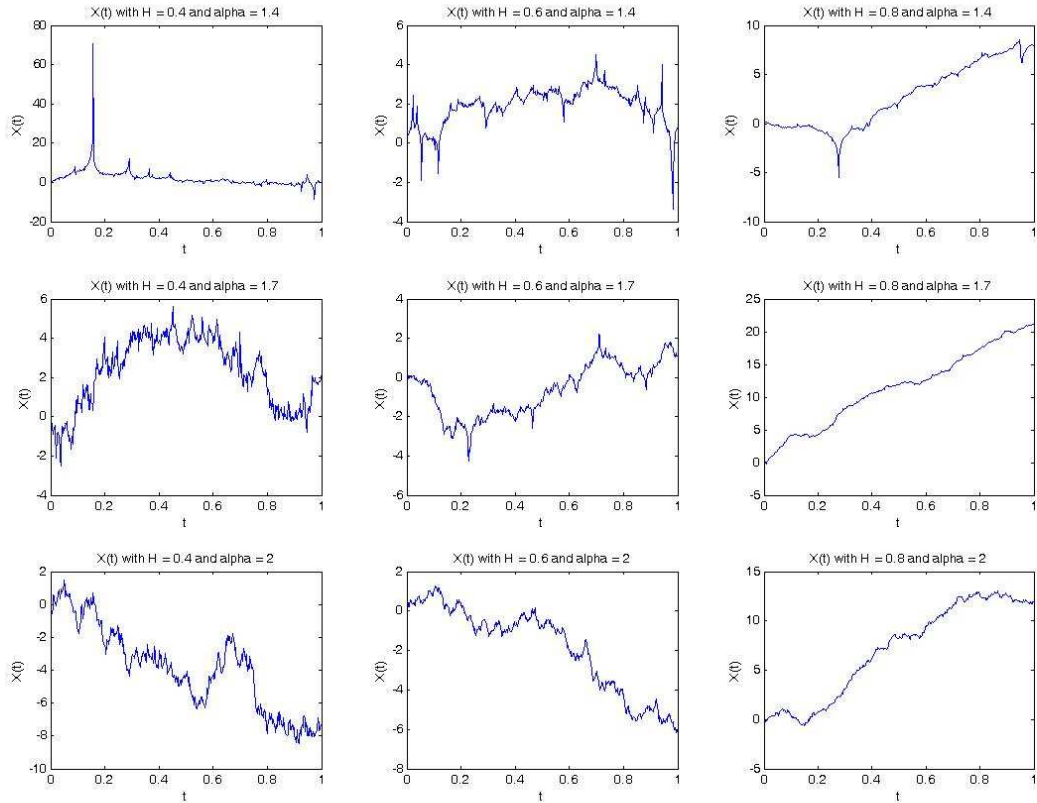 X(t) with H = 0.4 and alpha = 1.4
X(t) with H = 0.6 and alpha = 1.4
X(t) with H = 0.8 and alpha = 1.4
80
60
40
20
0
-20
X(t)
0 0.2 0.4 0.6 0.8 1
t
6
4
2
0
-2
4
X(t)
0 0.2 0.4 0.6 0.8 1
t
10
5
0
-5
-10
X(t)
0 0.2 0.4 0.6 0.8 1
t
X(t) with H = 0.4 and alpha = 1.7
X(t) with H = 0.6 and alpha = 1.7
X(t) with H = 0.8 and alpha = 1.7
6
4
2
0
-2
-4
X(t)
0 0.2 0.4 0.6 0.8 1
t
4
2
0
-2
-4
-6
X(t)
0 0.2 0.4 0.6 0.8 1
t
25
20
15
10
5
0
-5
X(t)
0 0.2 0.4 0.6 0.8 1
t
X(t) with H = 0.4 and alpha = 2
X(t) with H = 0.6 and alpha = 2
X(t) with H = 0.8 and alpha = 2
2
0
-2
-4
-6
-8
-10
X(t)
0 0.2 0.4 0.6 0.8 1
t
2
0
-2
-4
-6
-8
X(t)
0 0.2 0.4 0.6 0.8 1
t
15
10
5
0
-5
X(t)
0 0.2 0.4 0.6 0.8 1
t